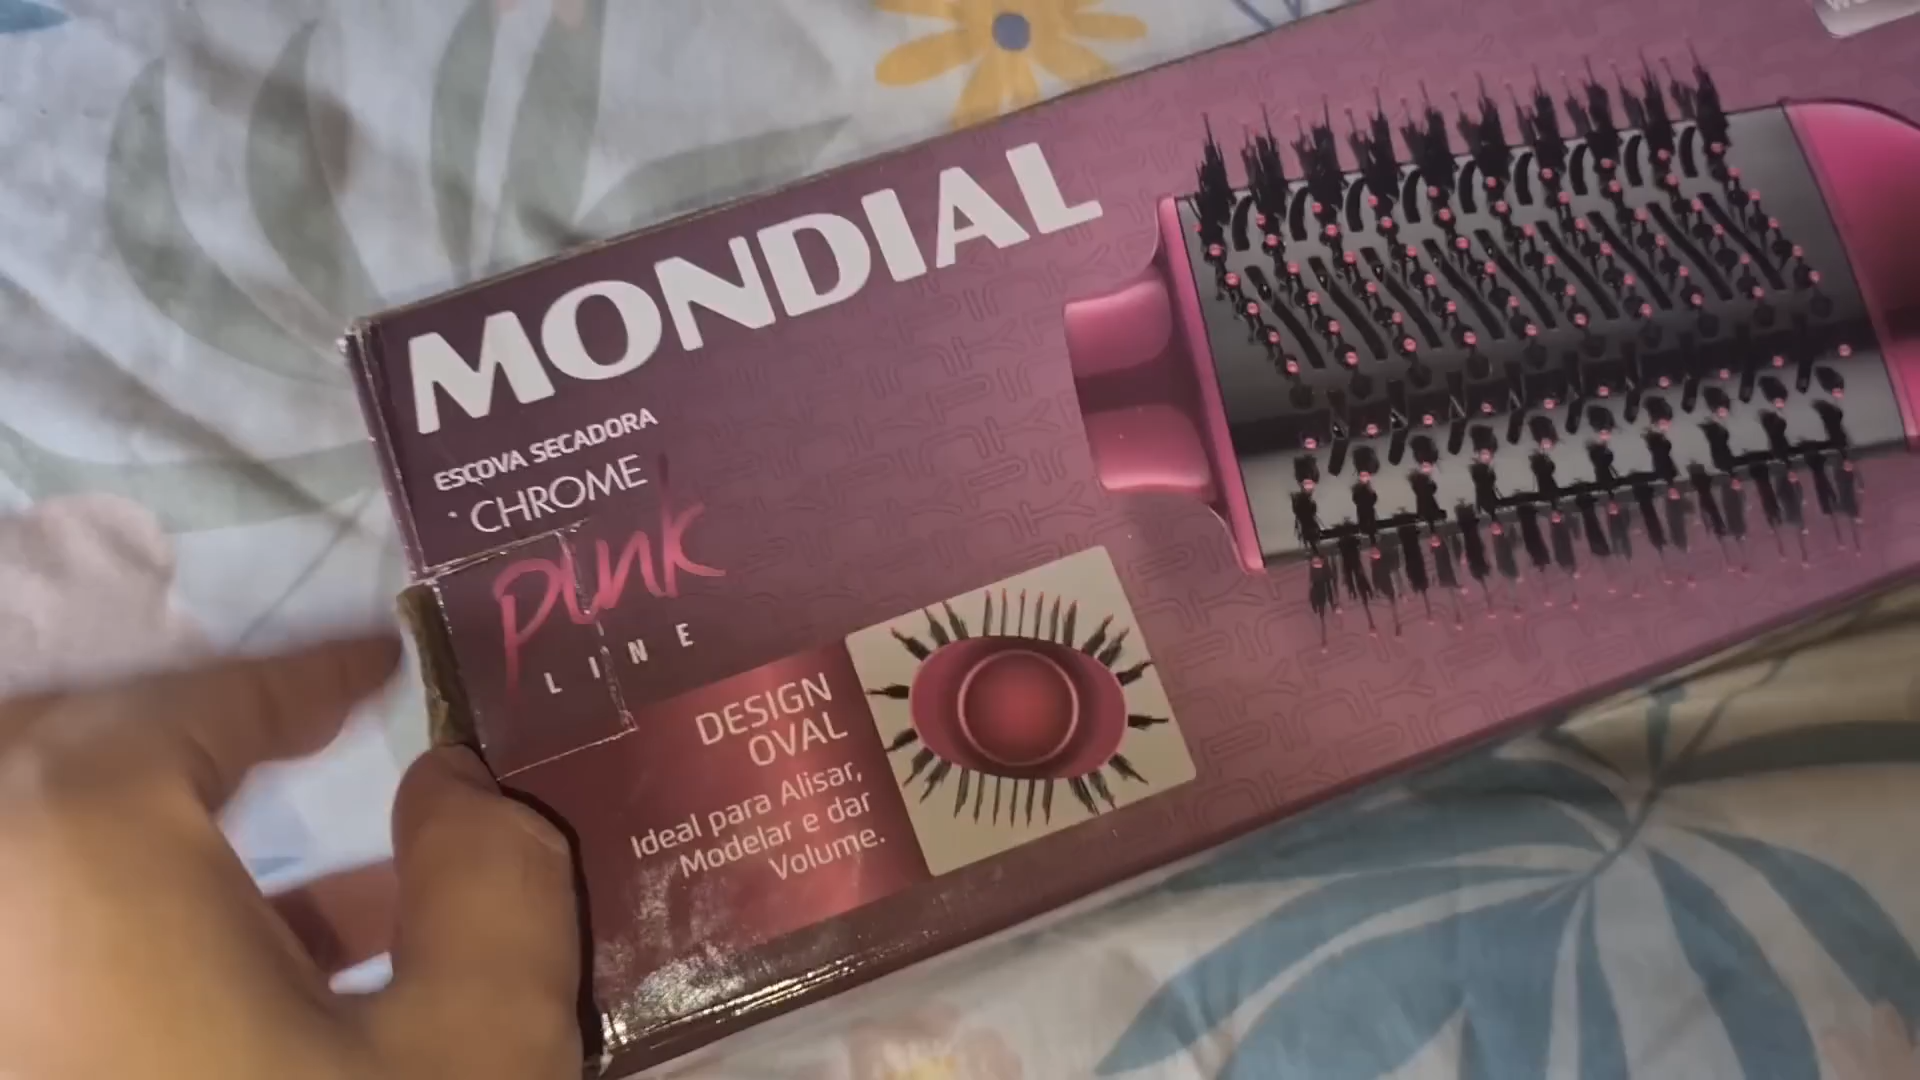 MONDIAL
ESCOVA SECADORA
CHROME
pink
LINE
DESIGN
OVAL
Ideal para Alisar,
Modelar e dar
Volume.